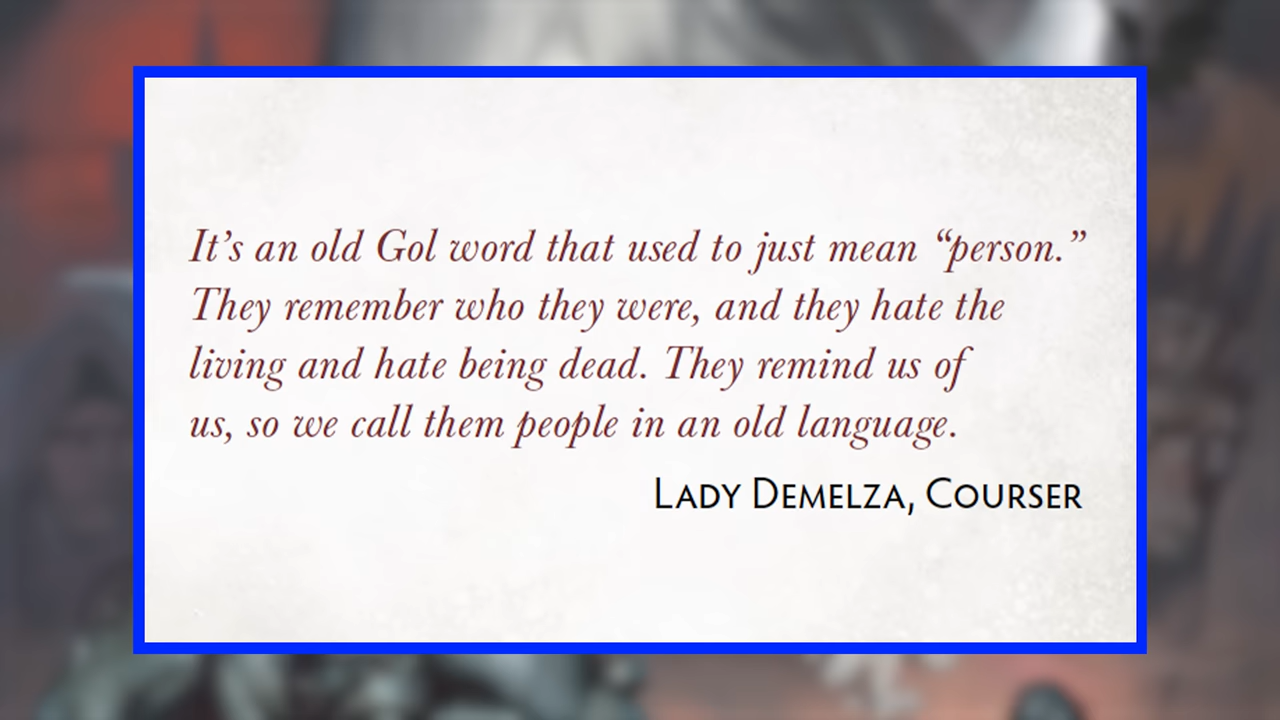 It’s an old Gol word that used to just mean “person.”
They remember who they were, and they hate the
living and hate being dead. They remind us of
us, so we call them people in an old language.
Lady Demelza, Courser